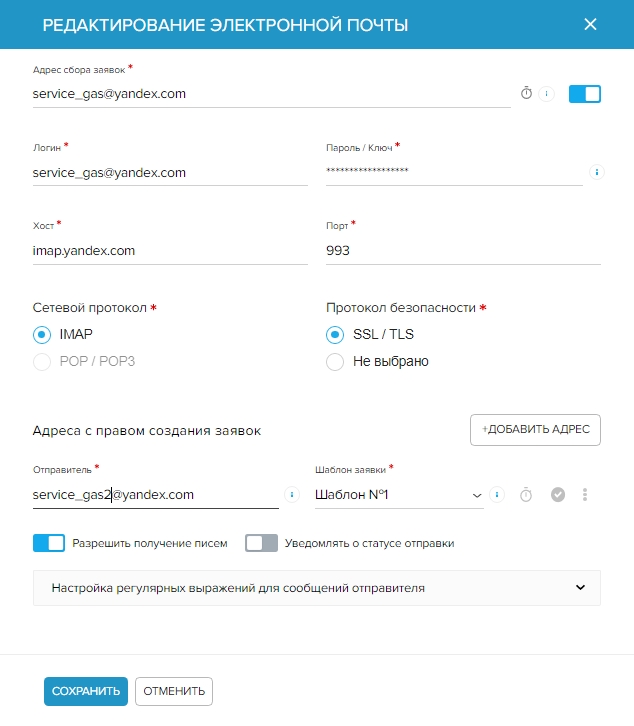 РЕДАКТИРОВАНИЕ ЭЛЕКТРОННОЙ ПОЧТЫ
Адрес сбора заявок *
service_gas@yandex.com
Логин * Пароль / Ключ *
service_gas@yandex.com ******************
Хост * Порт *
imap.yandex.com 993
Сетевой протокол * Протокол безопасности *
IMAP SSL / TLS
POP / POP3 Не выбрано
Адреса с правом создания заявок +ДОБАВИТЬ АДРЕС
Отправитель * Шаблон заявки *
service_gas2@yandex.com Шаблон №1
Разрешить получение писем Уведомлять о статусе отправки
Настройка регулярных выражений для сообщений отправителя
СОХРАНИТЬ ОТМЕНИТЬ